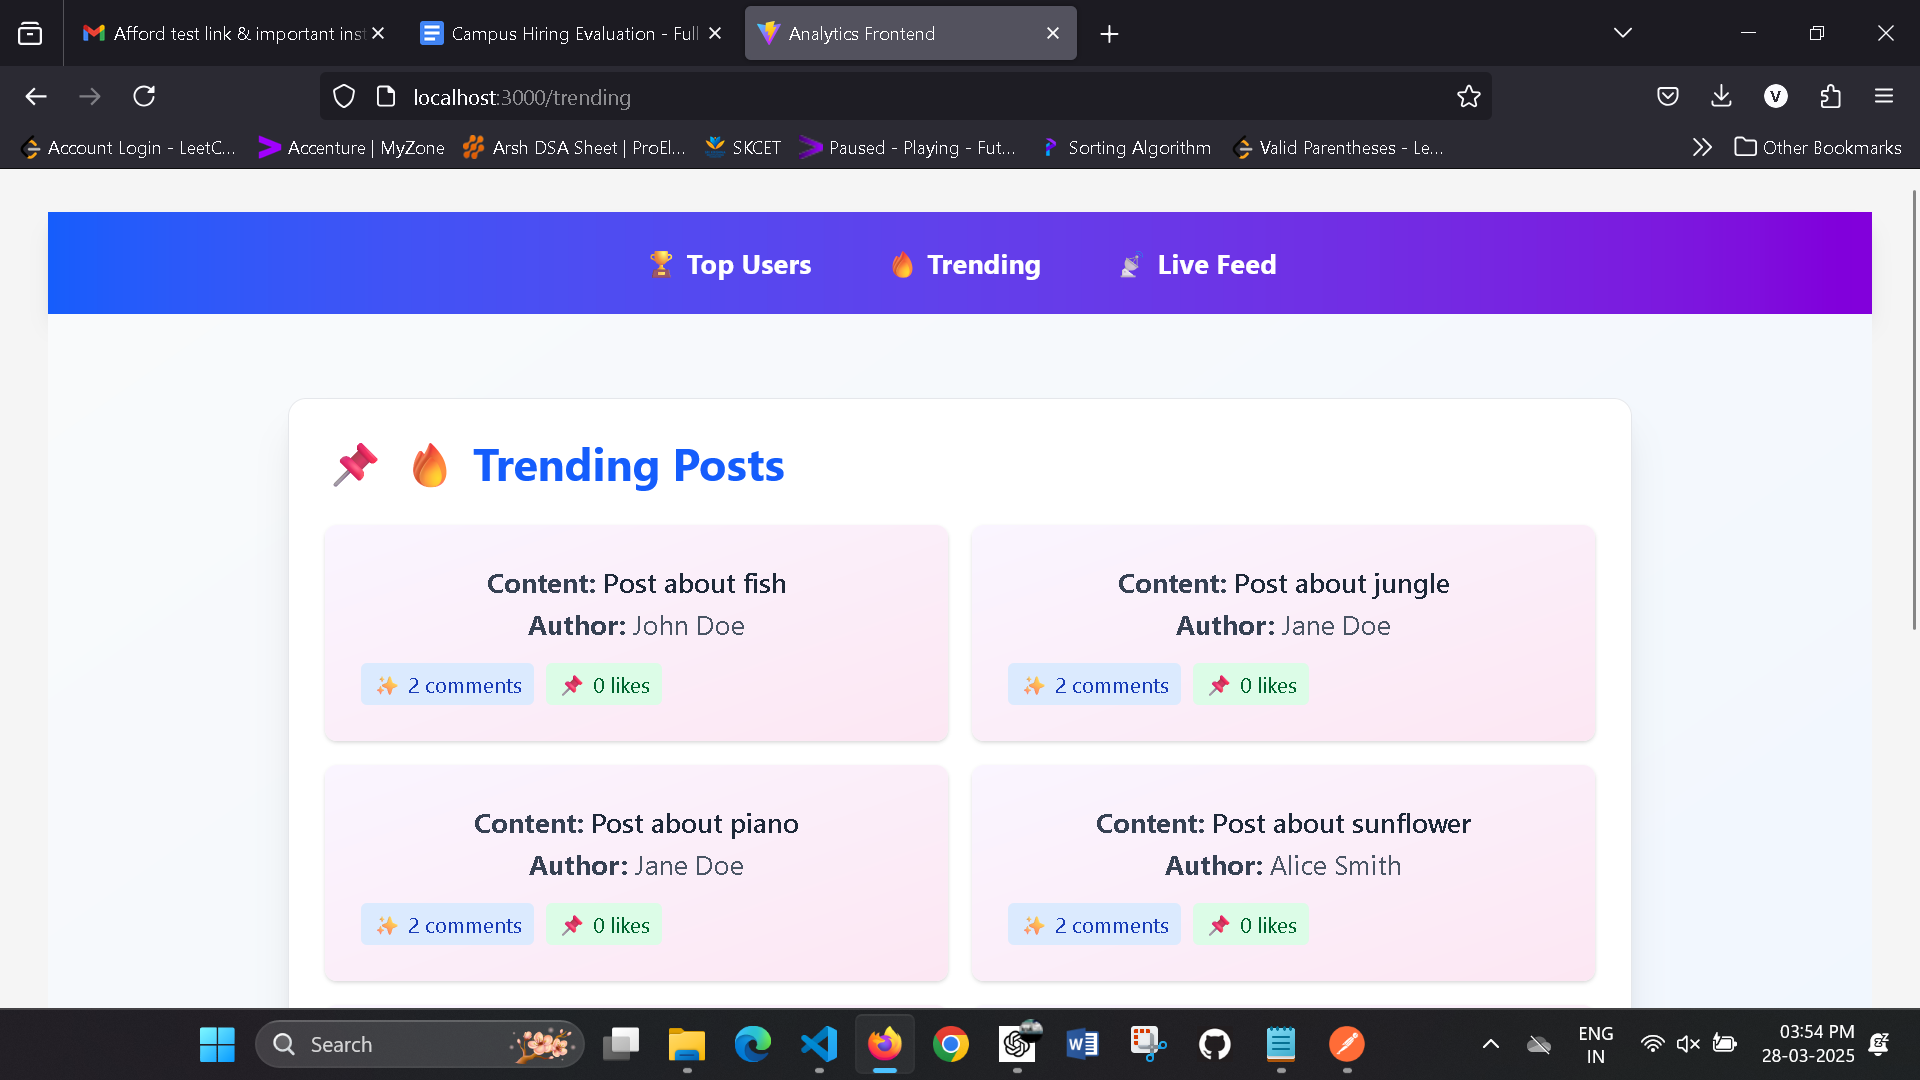 Afford test link & important inst
Campus Hiring Evaluation - Full
Analytics Frontend
localhost:3000/trending
V
Account Login - LeetC...
Accenture | MyZone
Arsh DSA Sheet | ProEl...
SKCET
Paused - Playing - Fut...
Sorting Algorithm
Valid Parentheses - Le...
Other Bookmarks
Top Users
Trending
Live Feed
Trending Posts
Content: Post about fish
Author: John Doe
2 comments
0 likes
Content: Post about jungle
Author: Jane Doe
2 comments
0 likes
Content: Post about piano
Author: Jane Doe
2 comments
0 likes
Content: Post about sunflower
Author: Alice Smith
2 comments
0 likes
Search
ENG
IN
03:54 PM
28-03-2025